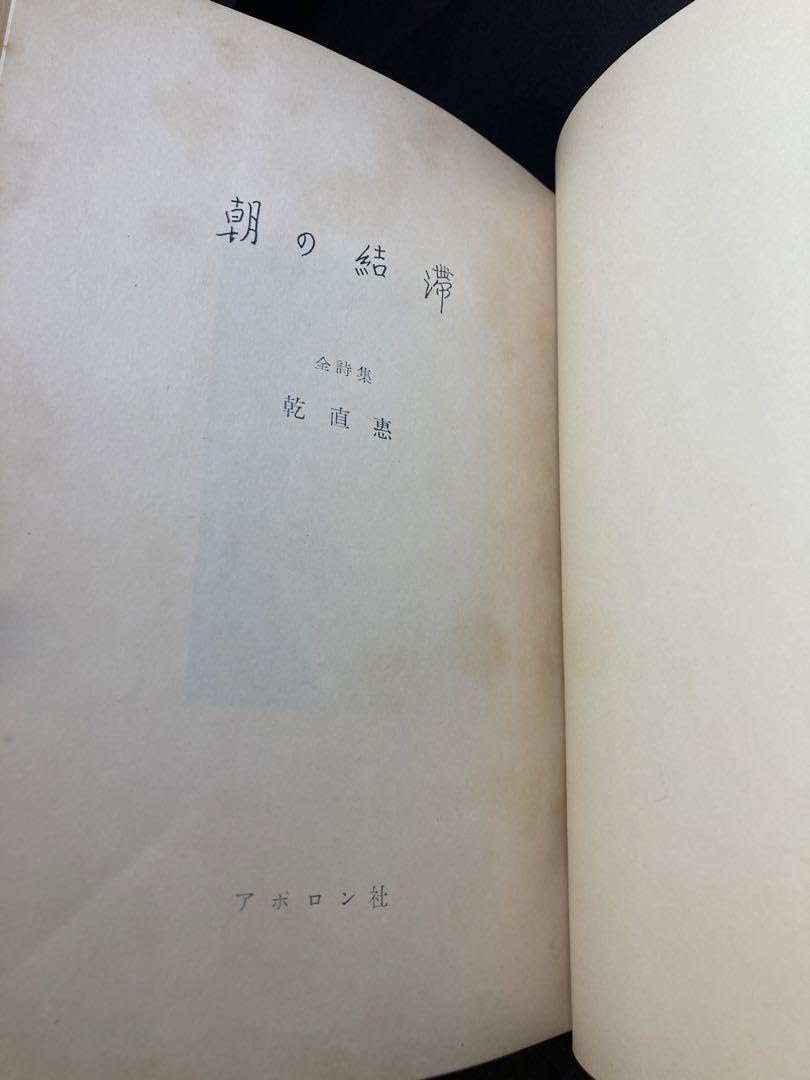 朝の結滞
全詩集
乾直惠
アポロン社